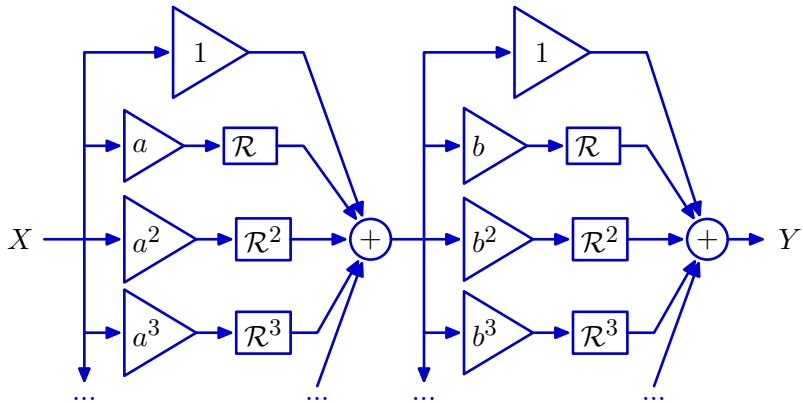 1 1
a ℛ b ℛ
X a² ℛ² + b² ℛ² + Y
a³ ℛ³ b³ ℛ³
... ... ... ...